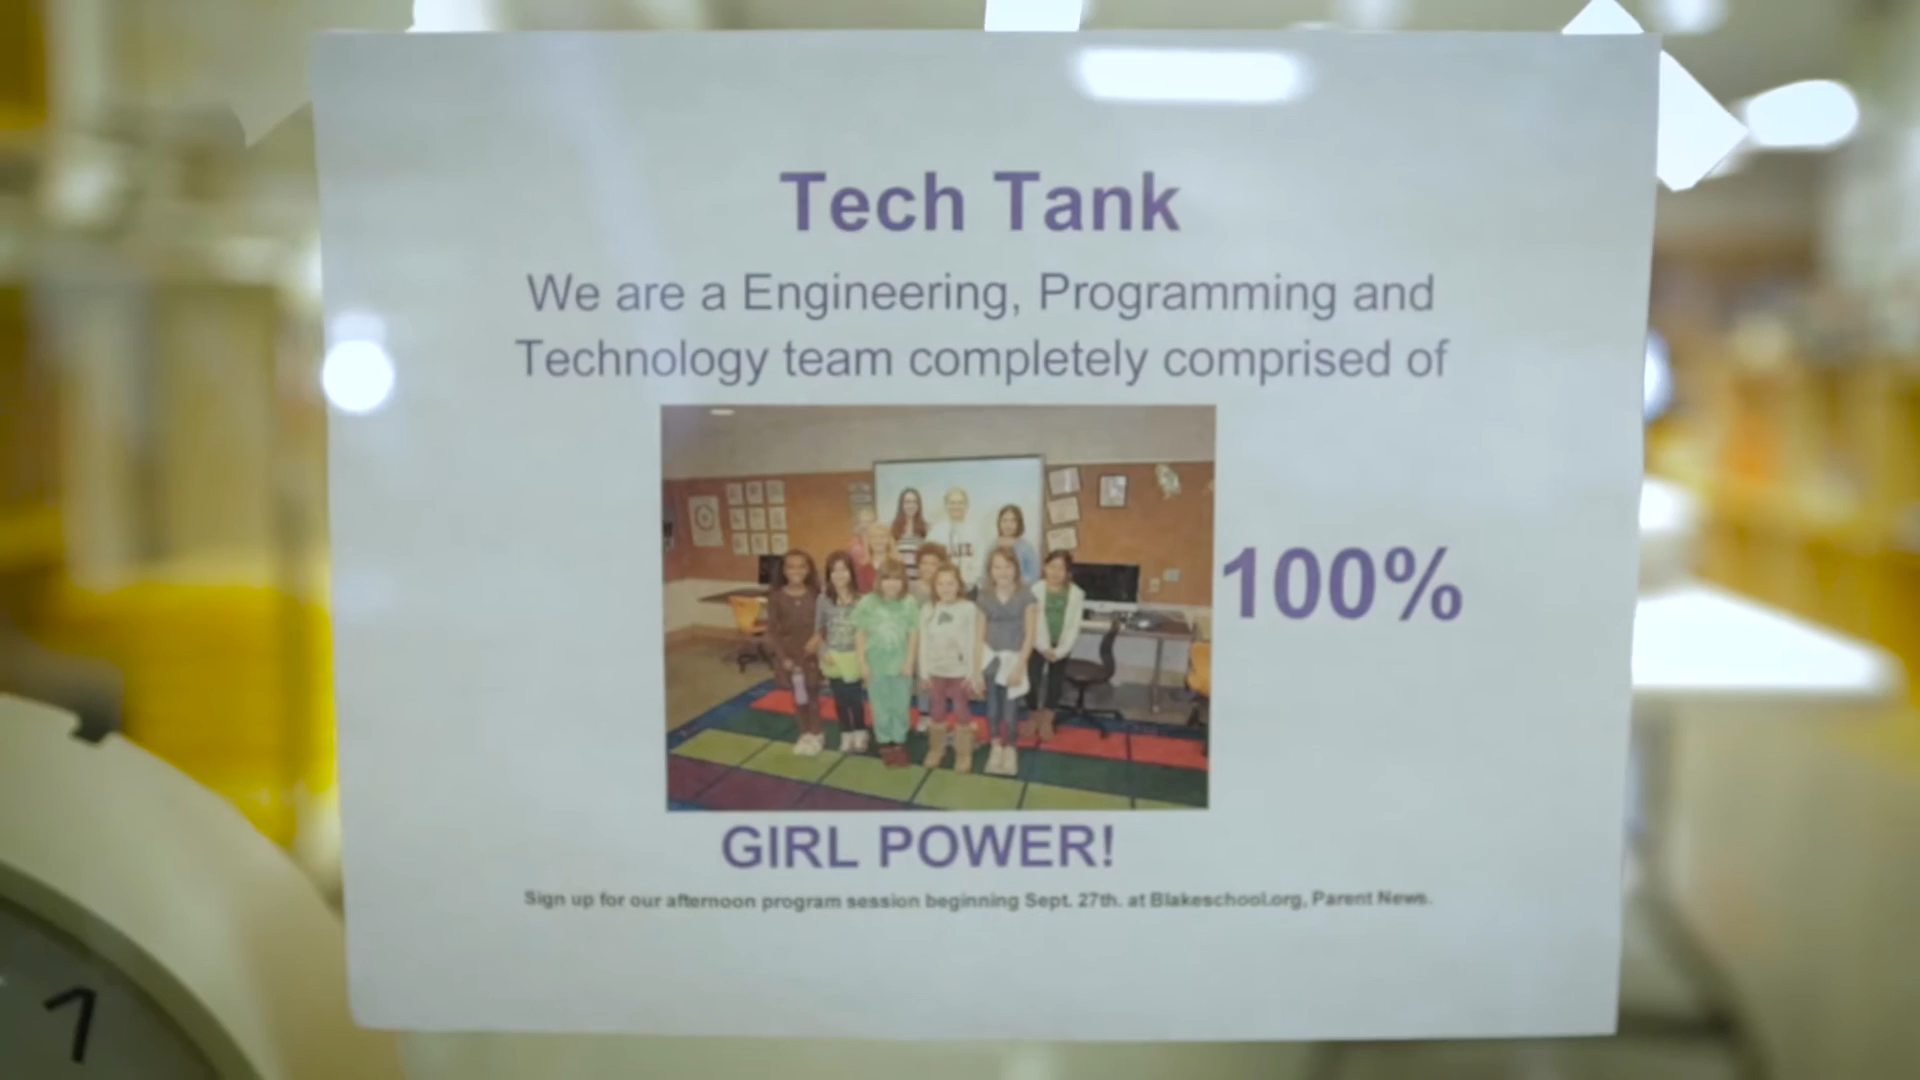 Tech Tank
We are a Engineering, Programming and
Technology team completely comprised of
100%
GIRL POWER!
Sign up for our afternoon program session beginning Sept. 27th. at Blakeschool.org, Parent News.
1